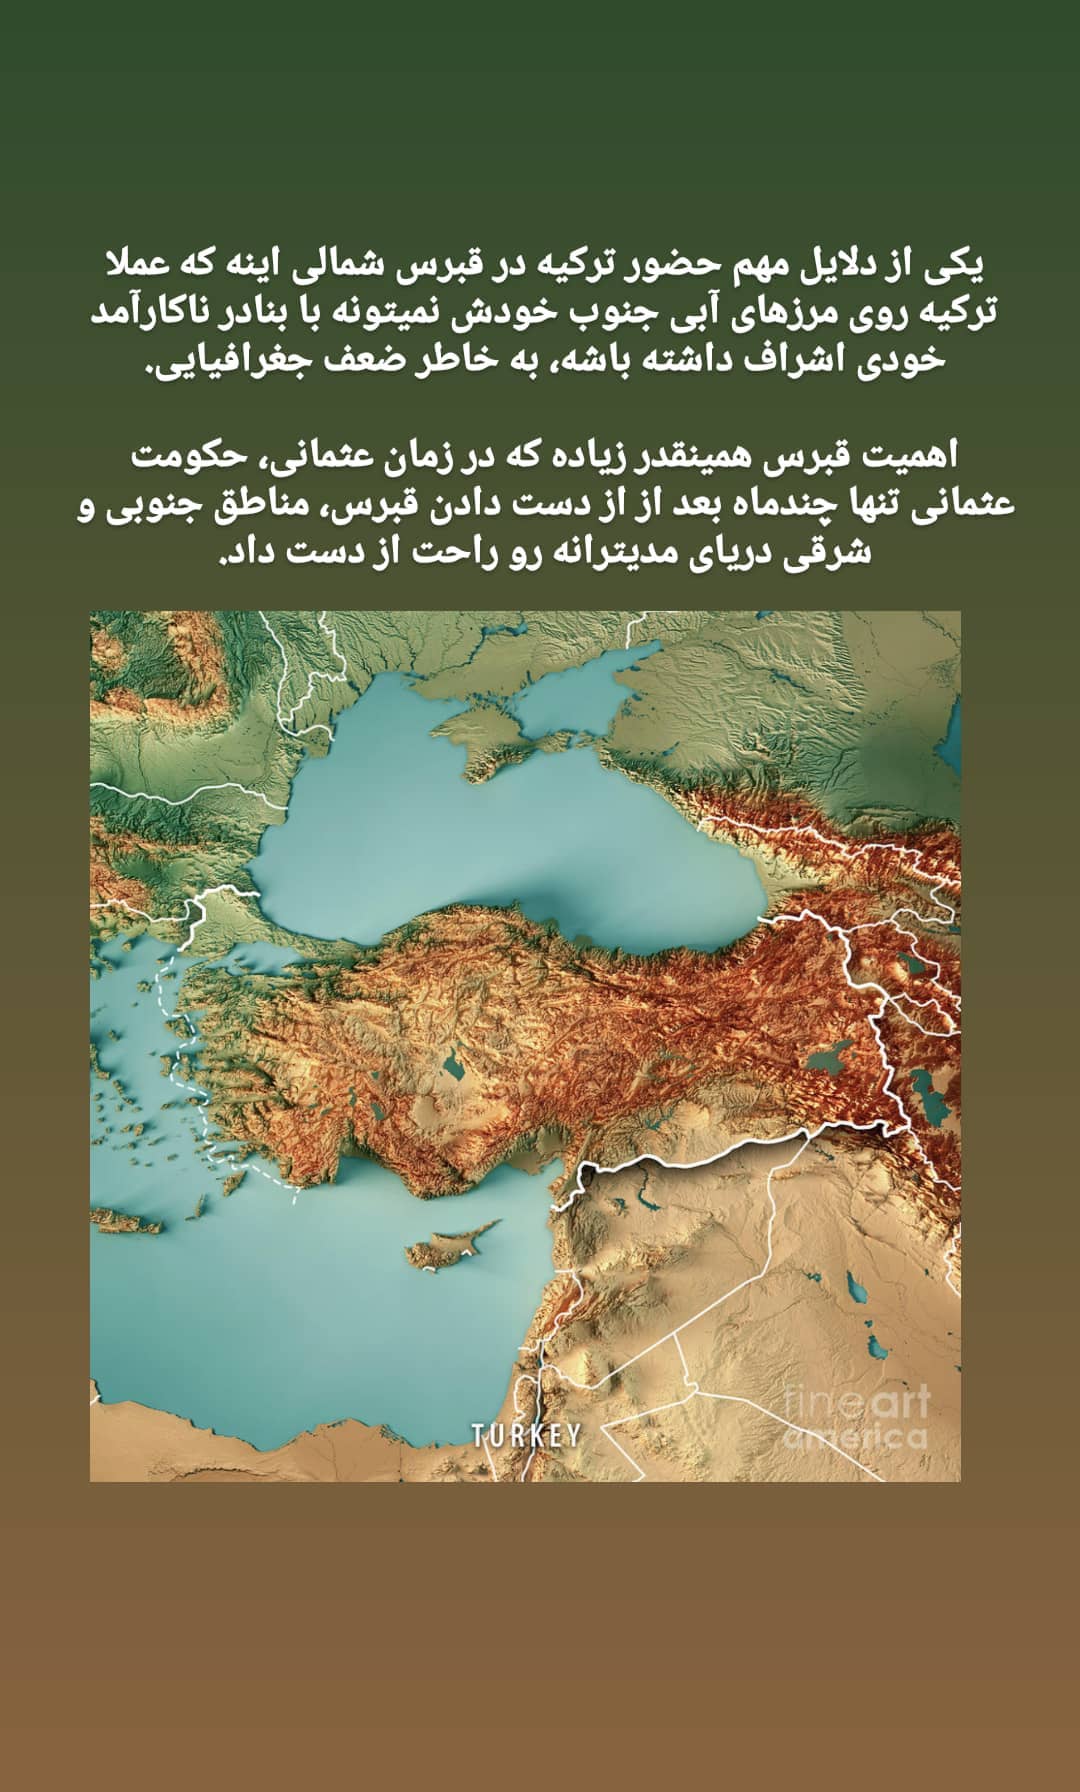 یکی از دلایل مهم حضور ترکیه در قبرس شمالی اینه که عملا
ترکیه روی مرزهای آبی جنوب خودش نمیتونه با بنادر ناکارآمد
خودی اشراف داشته باشه، به خاطر ضعف جغرافیایی.
اهمیت قبرس همینقدر زیاده که در زمان عثمانی، حکومت
عثمانی تنها چندماه بعد از از دست دادن قبرس، مناطق جنوبی و
شرقی دریای مدیترانه رو راحت از دست داد.
fineart
america
TURKEY